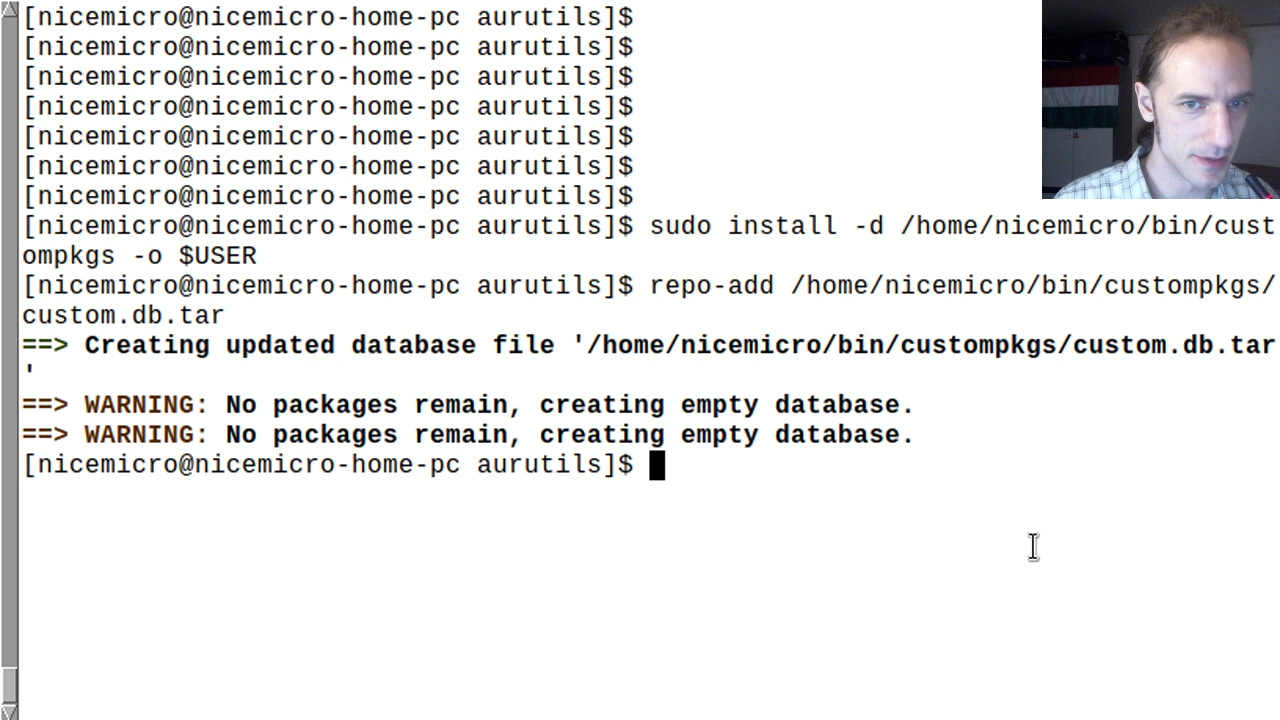 [nicemicro@nicemicro-home-pc aurutils]$
[nicemicro@nicemicro-home-pc aurutils]$
[nicemicro@nicemicro-home-pc aurutils]$
[nicemicro@nicemicro-home-pc aurutils]$
[nicemicro@nicemicro-home-pc aurutils]$
[nicemicro@nicemicro-home-pc aurutils]$
[nicemicro@nicemicro-home-pc aurutils]$
[nicemicro@nicemicro-home-pc aurutils]$ sudo install -d /home/nicemicro/bin/cust
ompkgs -o $USER
[nicemicro@nicemicro-home-pc aurutils]$ repo-add /home/nicemicro/bin/custompkgs/
custom.db.tar
==> Creating updated database file '/home/nicemicro/bin/custompkgs/custom.db.tar
'
==> WARNING: No packages remain, creating empty database.
==> WARNING: No packages remain, creating empty database.
[nicemicro@nicemicro-home-pc aurutils]$